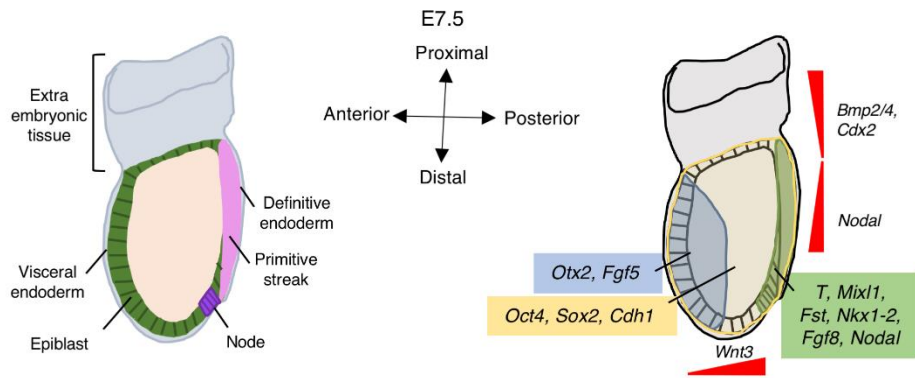 E7.5
Proximal
Anterior
Posterior
Distal
Extra
embryonic
tissue
Definitive
endoderm
Primitive
streak
Visceral
endoderm
Epiblast
Node
Bmp2/4,
Cdx2
Nodal
Otx2, Fgf5
Oct4, Sox2, Cdh1
T, Mixl1,
Fst, Nkx1-2,
Fgf8, Nodal
Wnt3